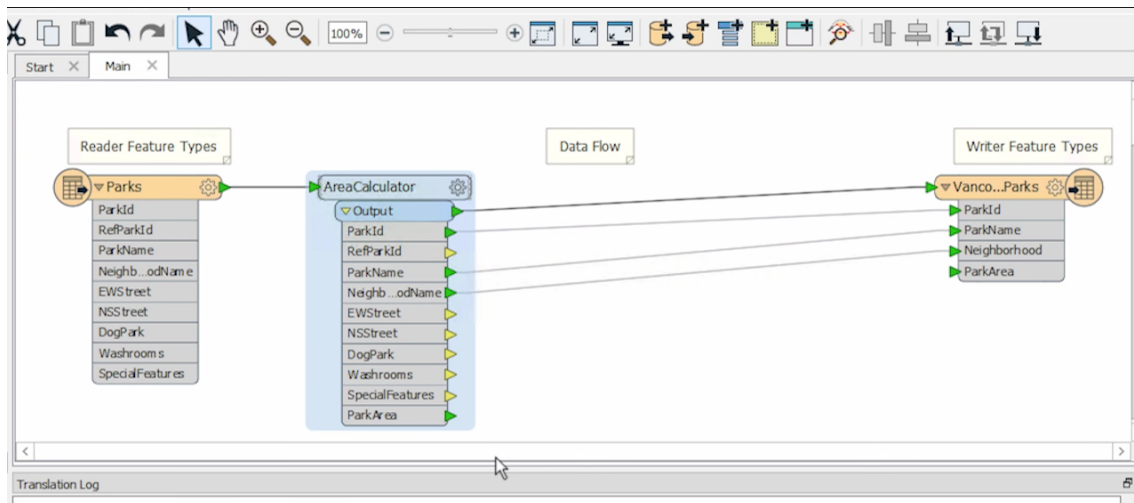 100%
Start
Main
Reader Feature Types
Data Flow
Writer Feature Types
Parks
ParkId
RefParkId
ParkName
Neighb...odName
EWStreet
NSStreet
DogPark
Washrooms
SpecialFeatures
AreaCalculator
Output
ParkId
RefParkId
ParkName
Neighb...odName
EWStreet
NSStreet
DogPark
Washrooms
SpecialFeatures
ParkArea
Vanco...Parks
ParkId
ParkName
Neighborhood
ParkArea
Translation Log